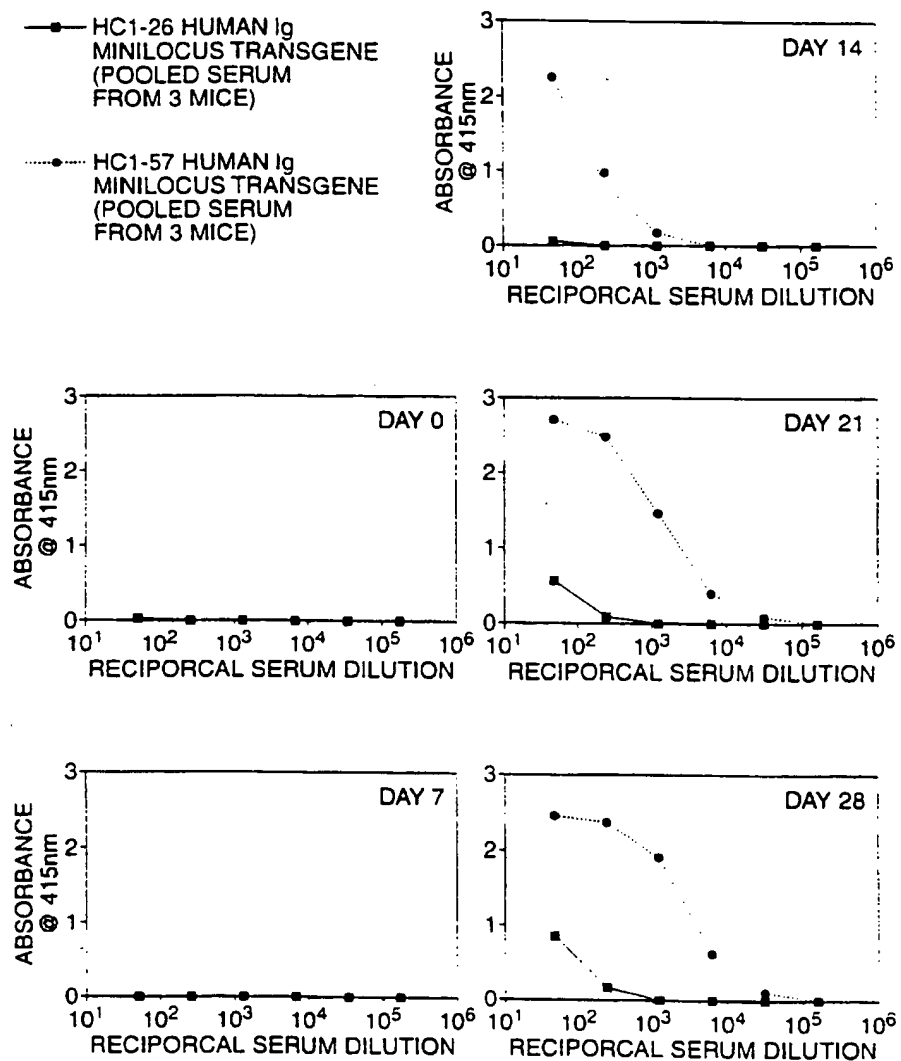 HC1-26 HUMAN Ig
MINILOCUS TRANSGENE
(POOLED SERUM
FROM 3 MICE)
HC1-57 HUMAN Ig
MINILOCUS TRANSGENE
(POOLED SERUM
FROM 3 MICE)
DAY 14
ABSORBANCE
@ 415nm
3
2
1
0
10¹ 10² 10³ 10⁴ 10⁵ 10⁶
RECIPORCAL SERUM DILUTION
DAY 0
ABSORBANCE
@ 415nm
3
2
1
0
10¹ 10² 10³ 10⁴ 10⁵ 10⁶
RECIPORCAL SERUM DILUTION
DAY 21
ABSORBANCE
@ 415nm
3
2
1
0
10¹ 10² 10³ 10⁴ 10⁵ 10⁶
RECIPORCAL SERUM DILUTION
DAY 7
ABSORBANCE
@ 415nm
3
2
1
0
10¹ 10² 10³ 10⁴ 10⁵ 10⁶
RECIPORCAL SERUM DILUTION
DAY 28
ABSORBANCE
@ 415nm
3
2
1
0
10¹ 10² 10³ 10⁴ 10⁵ 10⁶
RECIPORCAL SERUM DILUTION